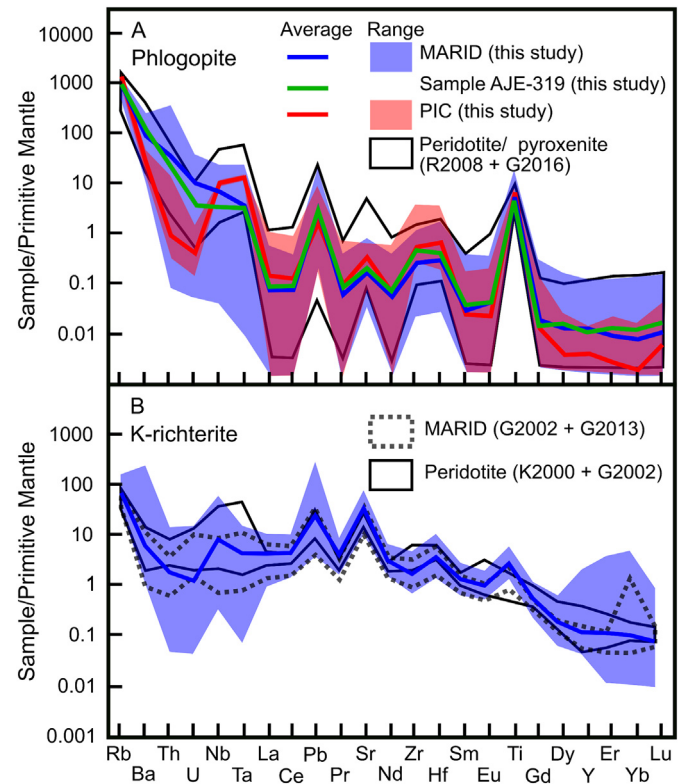 A
Phlogopite
Average
Range
MARID (this study)
Sample AJE-319 (this study)
PIC (this study)
Peridotite/ pyroxenite
(R2008 + G2016)
Sample/Primitive Mantle
10000
1000
100
10
1
0.1
0.01
B
K-richterite
MARID (G2002 + G2013)
Peridotite (K2000 + G2002)
Sample/Primitive Mantle
1000
100
10
1
0.1
0.01
0.001
Rb Th Nb La Pb Sr Zr Sm Ti Dy Er Lu
Ba U Ta Ce Pr Nd Hf Eu Gd Y Yb